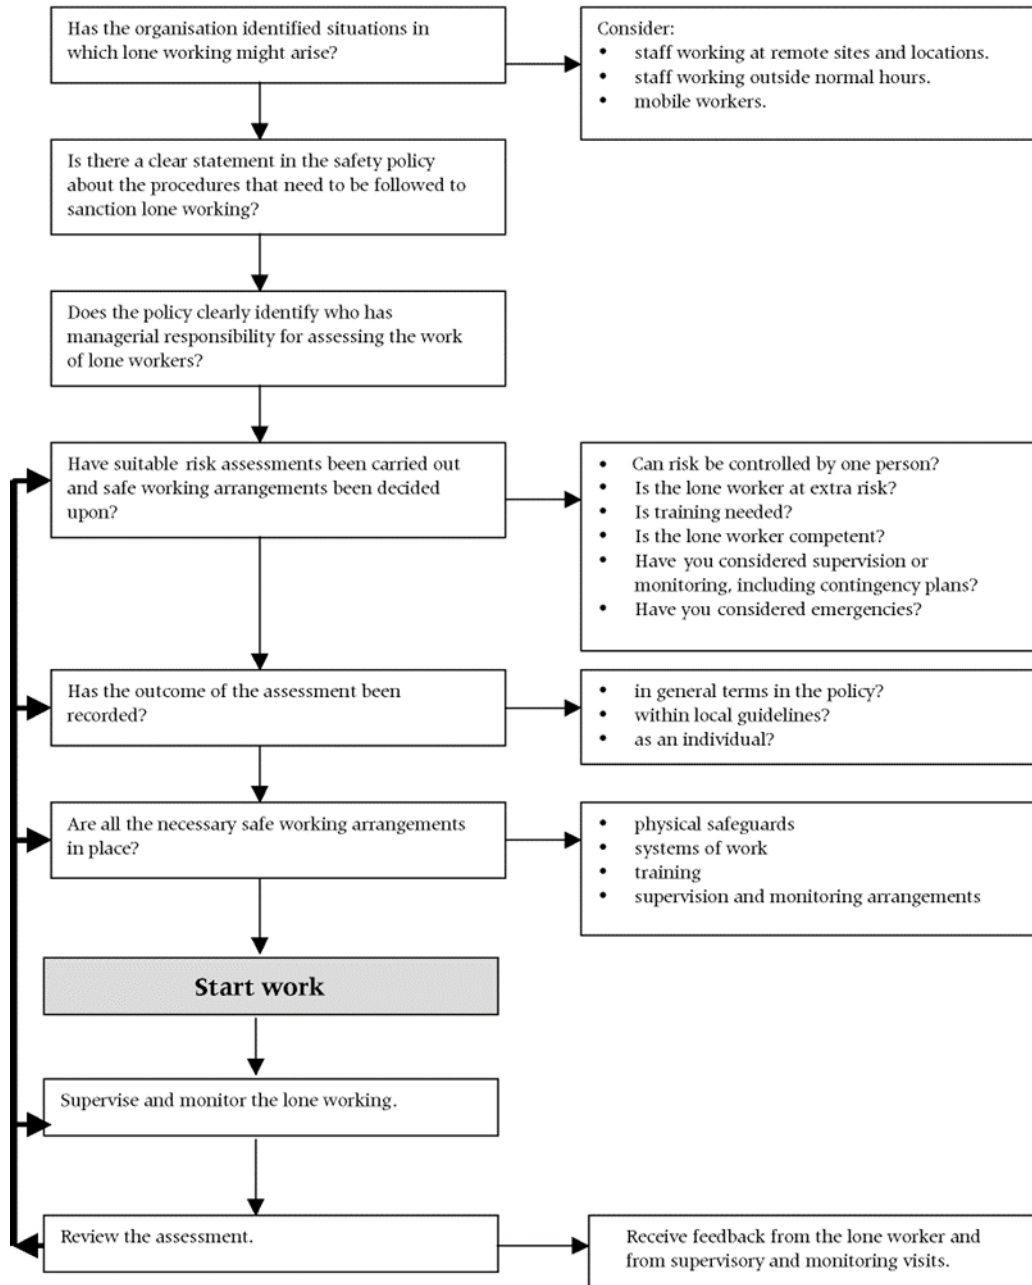 Has the organisation identified situations in
which lone working might arise?
Consider:
• staff working at remote sites and locations.
• staff working outside normal hours.
• mobile workers.
Is there a clear statement in the safety policy
about the procedures that need to be followed to
sanction lone working?
Does the policy clearly identify who has
managerial responsibility for assessing the work
of lone workers?
Have suitable risk assessments been carried out
and safe working arrangements been decided
upon?
• Can risk be controlled by one person?
• Is the lone worker at extra risk?
• Is training needed?
• Is the lone worker competent?
• Have you considered supervision or
monitoring, including contingency plans?
• Have you considered emergencies?
Has the outcome of the assessment been
recorded?
• in general terms in the policy?
• within local guidelines?
• as an individual?
Are all the necessary safe working arrangements
in place?
• physical safeguards
• systems of work
• training
• supervision and monitoring arrangements
Start work
Supervise and monitor the lone working.
Review the assessment.
Receive feedback from the lone worker and
from supervisory and monitoring visits.